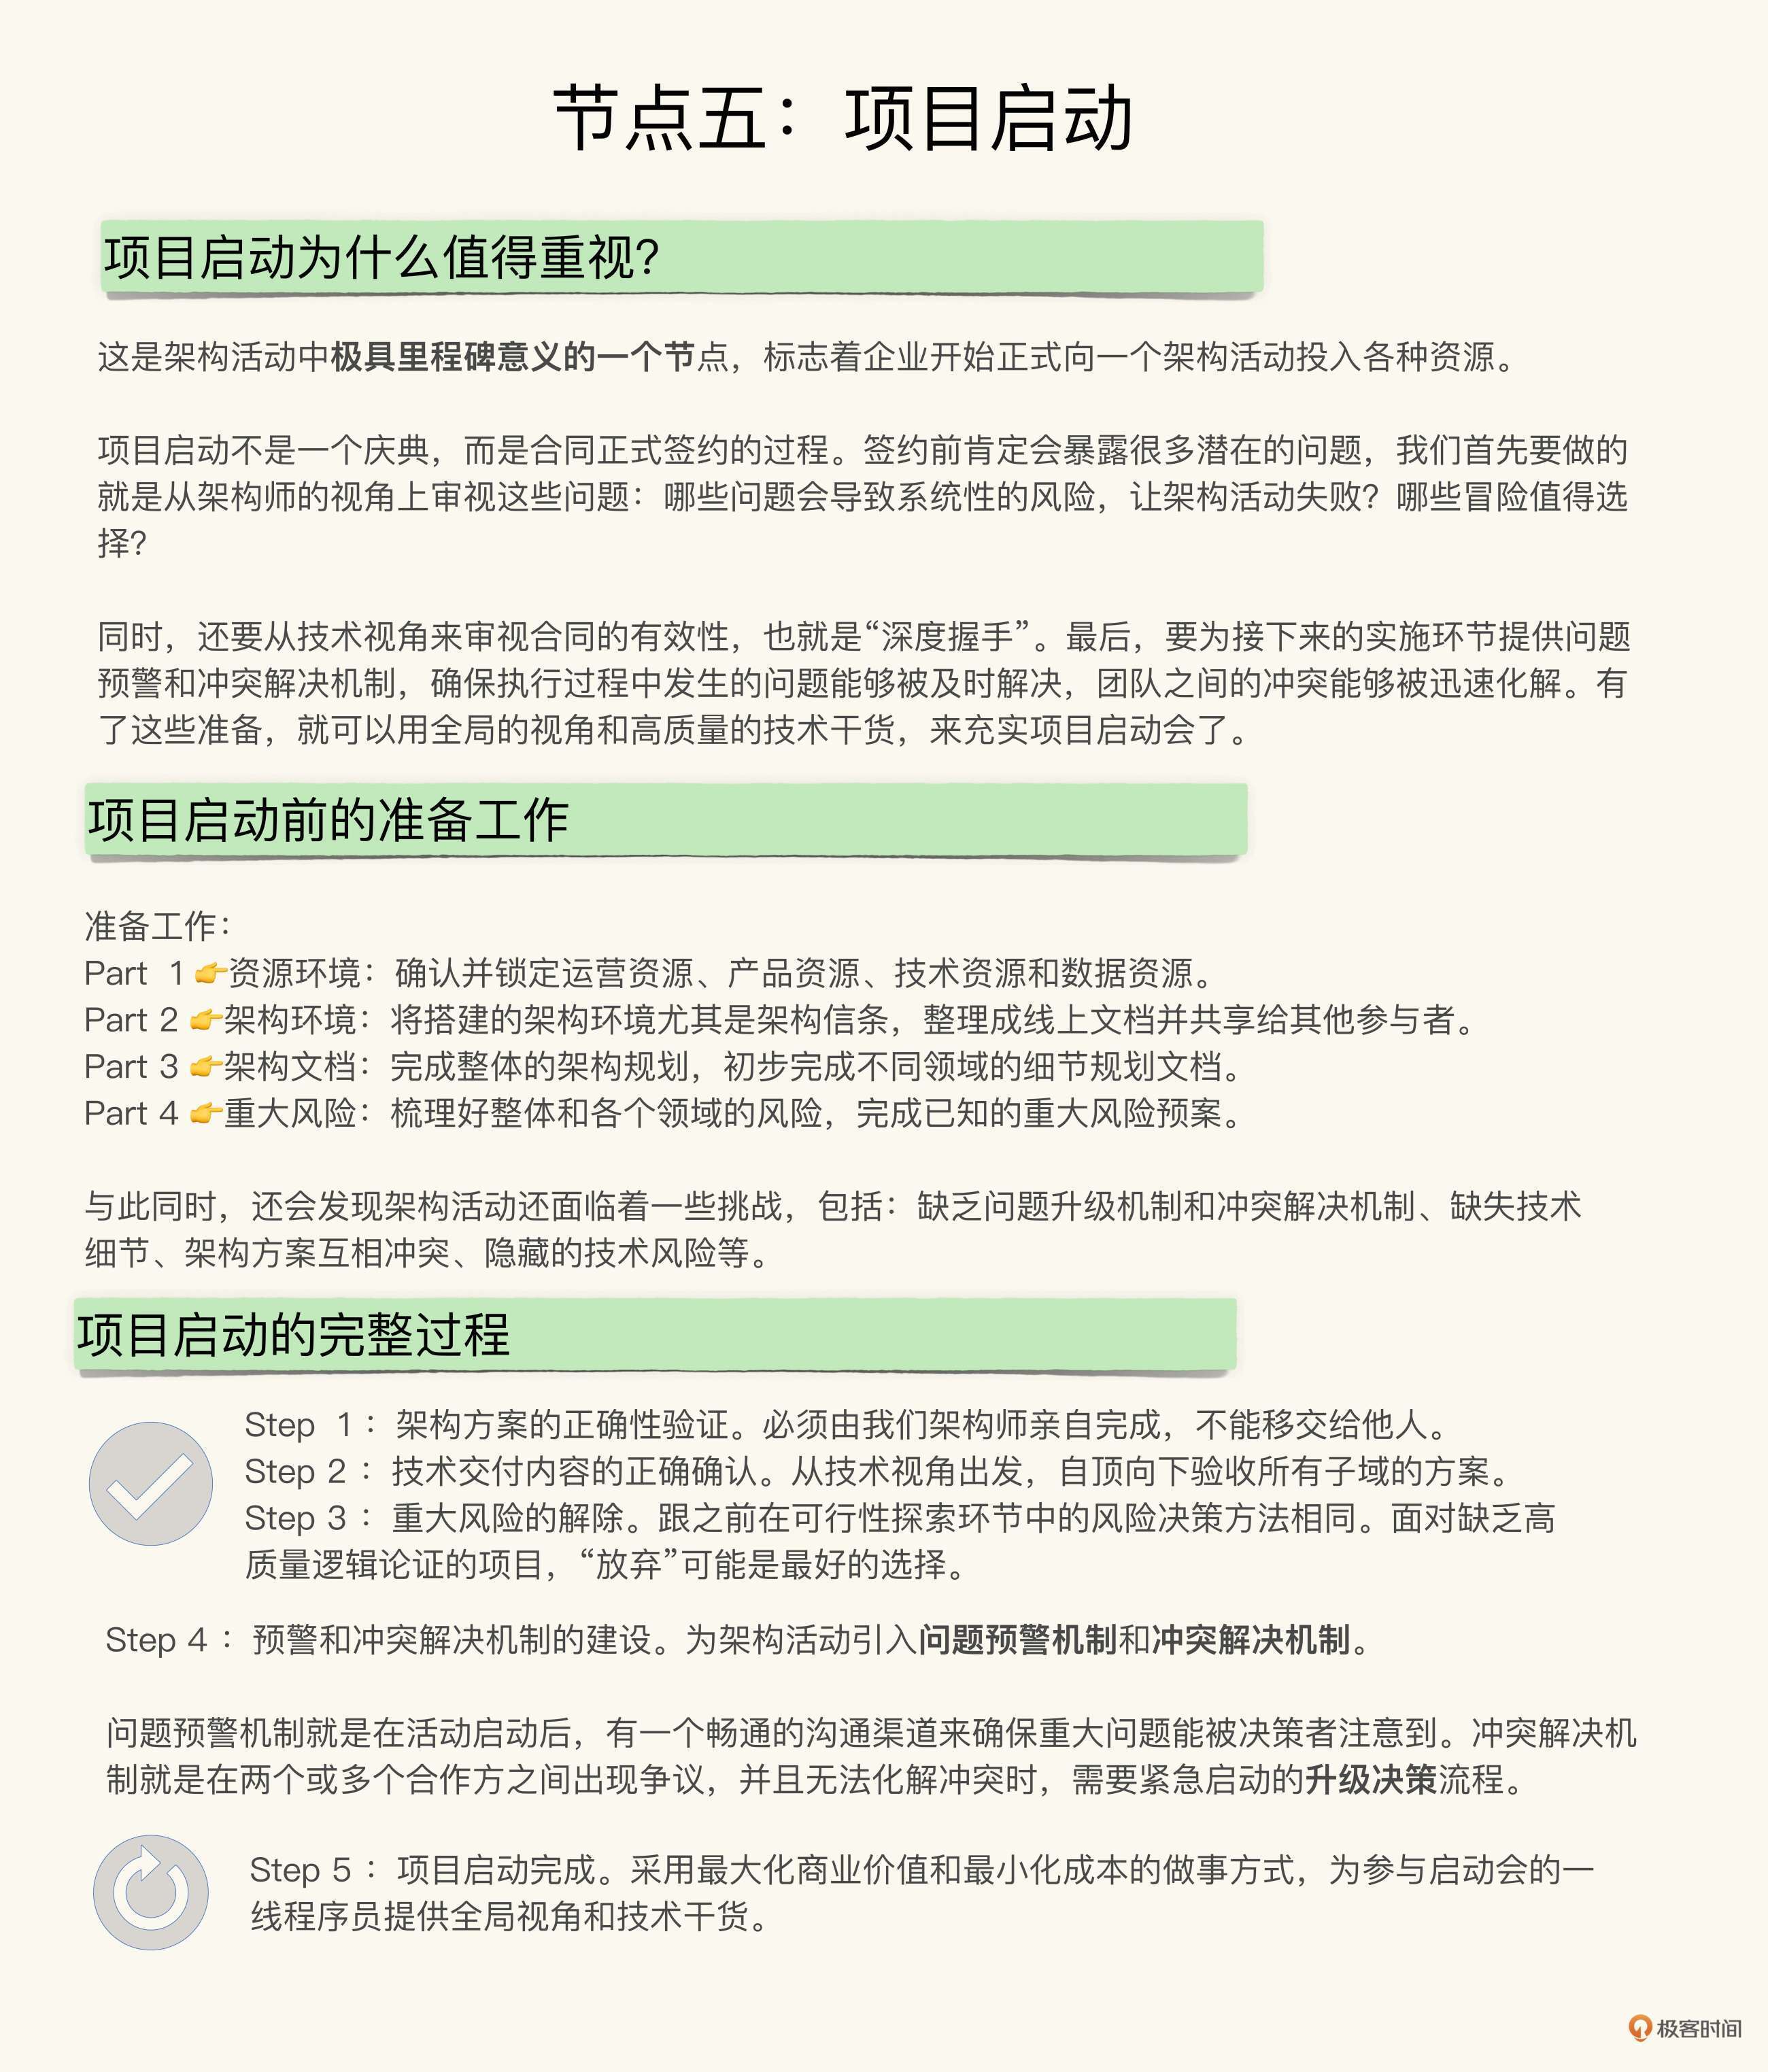 节点五：项目启动
项目启动为什么值得重视？
这是架构活动中极具里程碑意义的一个节点，标志着企业开始正式向一个架构活动投入各种资源。
项目启动不是一个庆典，而是合同正式签约的过程。签约前肯定会暴露很多潜在的问题，我们首先要做的
就是从架构师的视角上审视这些问题：哪些问题会导致系统性的风险，让架构活动失败？哪些冒险值得选
择？
同时，还要从技术视角来审视合同的有效性，也就是“深度握手”。最后，要为接下来的实施环节提供问题
预警和冲突解决机制，确保执行过程中发生的问题能够被及时解决，团队之间的冲突能够被迅速化解。有
了这些准备，就可以用全局的视角和高质量的技术干货，来充实项目启动会了。
项目启动前的准备工作
准备工作：
Part 1 👉资源环境：确认并锁定运营资源、产品资源、技术资源和数据资源。
Part 2 👉架构环境：将搭建的架构环境尤其是架构信条，整理成线上文档并共享给其他参与者。
Part 3 👉架构文档：完成整体的架构规划，初步完成不同领域的细节规划文档。
Part 4 👉重大风险：梳理好整体和各个领域的风险，完成已知的重大风险预案。
与此同时，还会发现架构活动还面临着一些挑战，包括：缺乏问题升级机制和冲突解决机制、缺失技术
细节、架构方案互相冲突、隐藏的技术风险等。
项目启动的完整过程
Step 1：架构方案的正确性验证。必须由我们架构师亲自完成，不能移交给他人。
Step 2：技术交付内容的正确确认。从技术视角出发，自顶向下验收所有子域的方案。
Step 3：重大风险的解除。跟之前在可行性探索环节中的风险决策方法相同。面对缺乏高
质量逻辑论证的项目，“放弃”可能是最好的选择。
Step 4：预警和冲突解决机制的建设。为架构活动引入问题预警机制和冲突解决机制。
问题预警机制就是在活动启动后，有一个畅通的沟通渠道来确保重大问题能被决策者注意到。冲突解决机
制就是在两个或多个合作方之间出现争议，并且无法化解冲突时，需要紧急启动的升级决策流程。
Step 5：项目启动完成。采用最大化商业价值和最小化成本的做事方式，为参与启动会的一
线程序员提供全局视角和技术干货。
极客时间